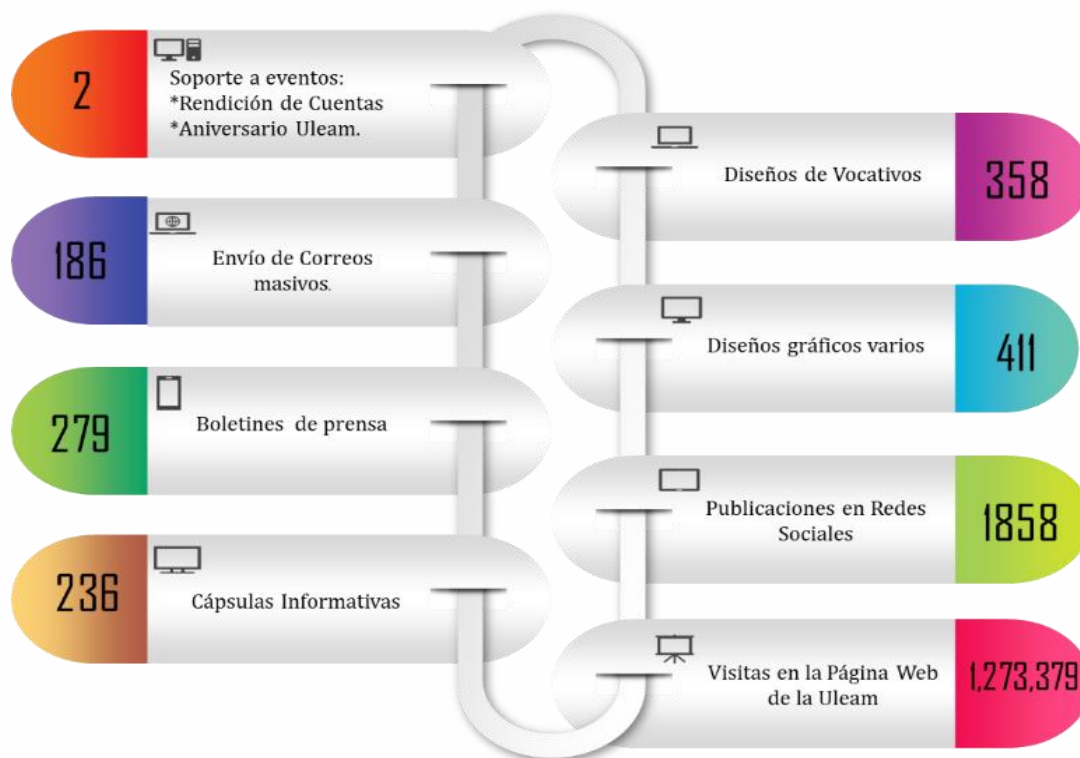 2
Soporte a eventos:
*Rendición de Cuentas
*Aniversario Uleam.
186
Envío de Correos
masivos.
279
Boletines de prensa
236
Cápsulas Informativas
Diseños de Vocativos
358
Diseños gráficos varios
411
Publicaciones en Redes
Sociales
1858
Visitas en la Página Web
de la Uleam
1,273,379